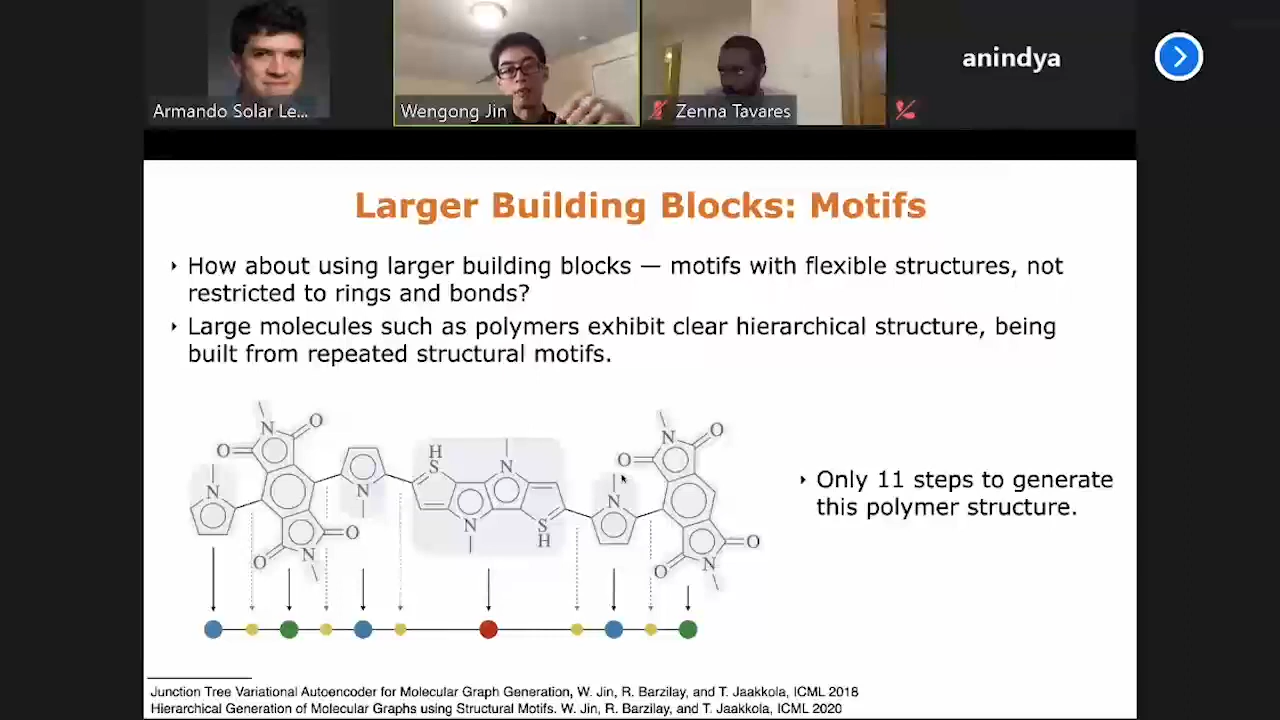 Armando Solar Le...
Wengong Jin
Zenna Tavares
anindya
Larger Building Blocks: Motifs
‣ How about using larger building blocks — motifs with flexible structures, not
restricted to rings and bonds?
‣ Large molecules such as polymers exhibit clear hierarchical structure, being
built from repeated structural motifs.
N
O
N
O
O
N
O
N
H
S
N
N
S
H
N
O
N
O
O
N
O
‣ Only 11 steps to generate
this polymer structure.
Junction Tree Variational Autoencoder for Molecular Graph Generation, W. Jin, R. Barzilay, and T. Jaakkola, ICML 2018
Hierarchical Generation of Molecular Graphs using Structural Motifs. W. Jin, R. Barzilay, and T. Jaakkola, ICML 2020